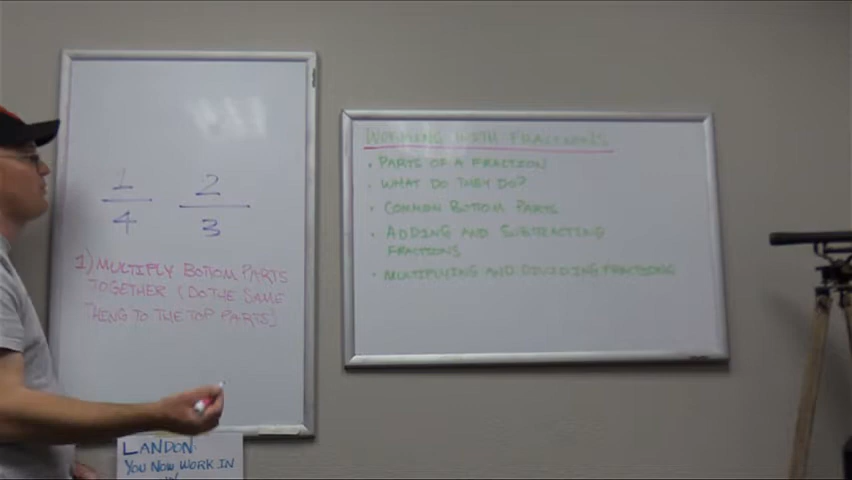 1 2
4 3
1) MULTIPLY BOTTOM PARTS
TOGETHER (DO THE SAME
THING TO THE TOP PARTS)
LANDON:
YOU NOW WORK IN
WORKING WITH FRACTIONS
• PARTS OF A FRACTION
• WHAT DO THEY DO?
• COMMON BOTTOM PARTS
• ADDING AND SUBTRACTING
FRACTIONS
• MULTIPLYING AND DIVIDING FRACTIONS